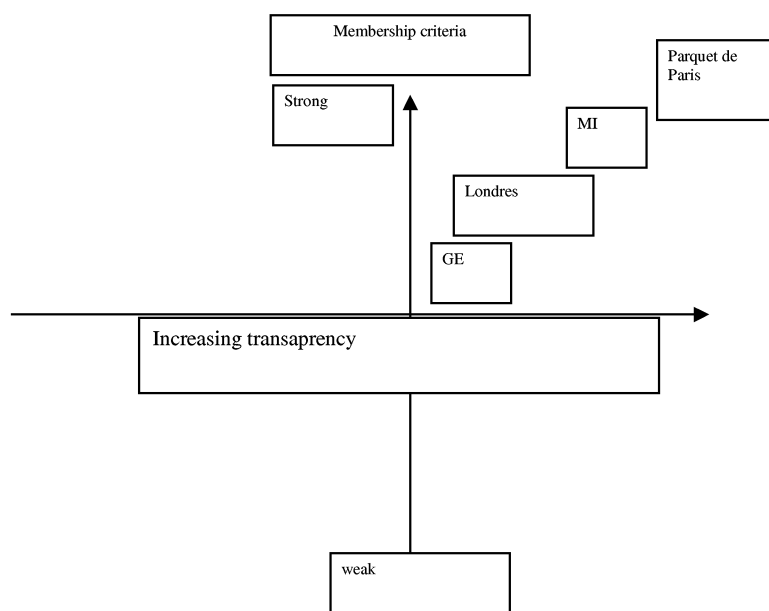 Membership criteria
Parquet de
Paris
Strong
MI
Londres
GE
Increasing transaprency
weak